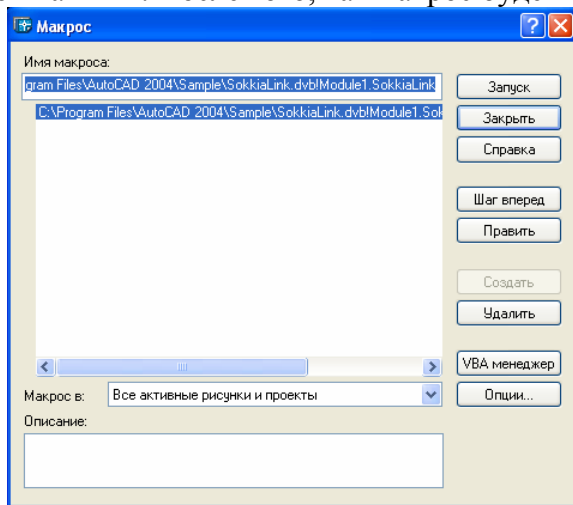 Макрос
Имя макроса:
gram Files\AutoCAD 2004\Sample\SokkiaLink.dvb!Module1.SokkiaLink
C:\Program Files\AutoCAD 2004\Sample\SokkiaLink.dvb!Module1.Sok
Запуск
Закрыть
Справка
Шаг вперед
Править
Создать
Удалить
VBA менеджер
Макрос в: Все активные рисунки и проекты
Опции...
Описание: